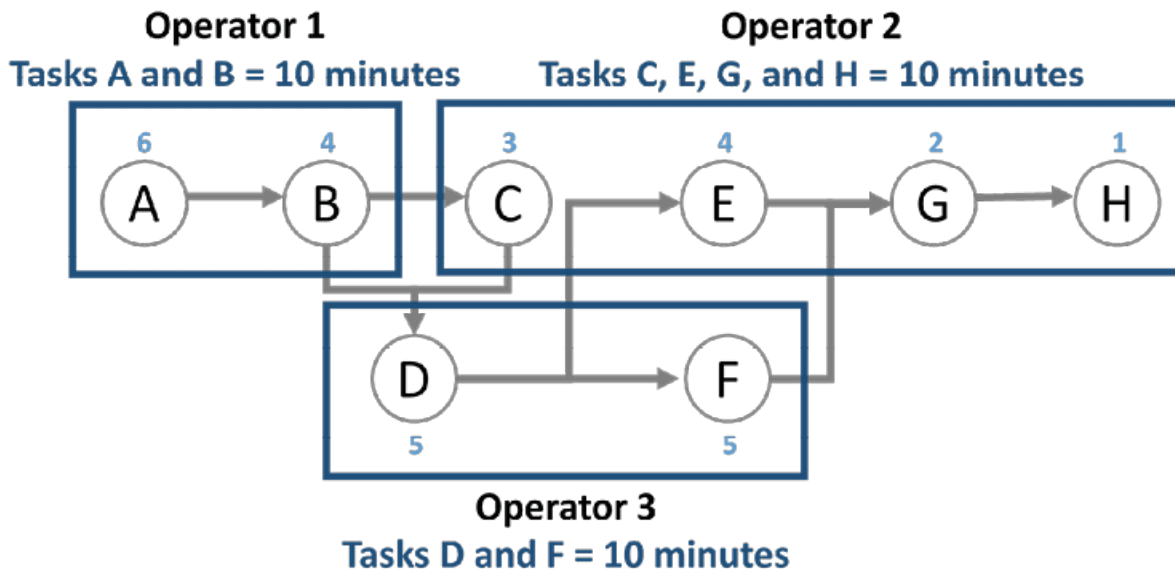 Operator 1
Tasks A and B = 10 minutes
Operator 2
Tasks C, E, G, and H = 10 minutes
6
4
3
4
2
1
A
B
C
E
G
H
D
F
5
5
Operator 3
Tasks D and F = 10 minutes